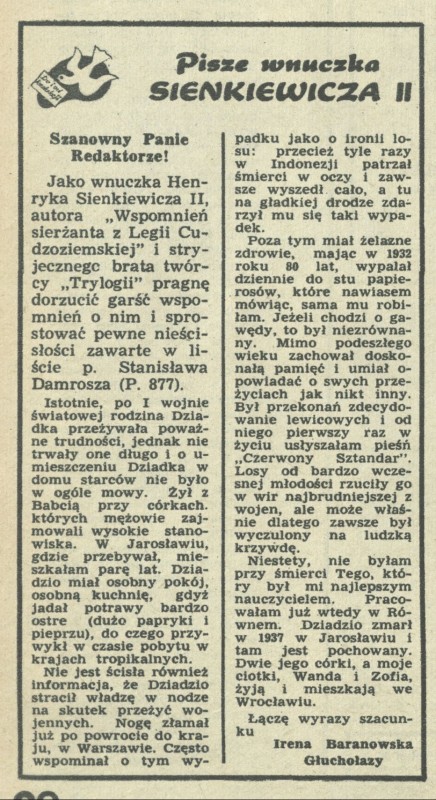 Pisze wnuczka
SIENKIEWICZA II
Szanowny Panie
Redaktorze!
Jako wnuczka Hen-
ryka Sienkiewicza II,
autora „Wspomnień
sierżanta z Legii Cu-
dzoziemskiej” i stry-
jecznegc brata twór-
cy „Trylogii” pragnę
dorzucić garść wspo-
mnień o nim i spro-
stować pewne nieści-
słości zawarte w li-
ście p. Stanisława
Damrosza (P. 877).
Istotnie, po I wojnie
światowej rodzina Dzia-
dka przeżywała poważ-
ne trudności, jednak nie
trwały one długo i o u-
mieszczeniu Dziadka w
domu starców nie było
w ogóle mowy. Żył z
Babcią przy córkach.
których mężowie zaj-
mowali wysokie stano-
wiska. W Jarosławiu,
gdzie przebywał, mie-
szkałam parę lat. Dzia-
dzio miał osobny pokój,
osobną kuchnię, gdyż
jadał potrawy bardzo
ostre (dużo papryki i
pieprzu), do czego przy-
wykł w czasie pobytu w
krajach tropikalnych.
Nie jest ścisła również
informacja, że Dziadzio
stracił władzę w nodze
na skutek przeżyć wo-
jennych. Nogę złamał
już po powrocie do kra-
ju, w Warszawie. Często
wspominał o tym wy-
padku jako o ironii lo-
su: przecież tyle razy
w Indonezji patrzał
śmierci w oczy i zaw-
sze wyszedł cało, a tu
na gładkiej drodze zda-
rzył mu się taki wypa-
dek.
Poza tym miał żelazne
zdrowie, mając w 1932
roku 80 lat, wypalał
dziennie do stu papie-
rosów, które nawiasem
mówiąc, sama mu robi-
łam. Jeżeli chodzi o ga-
wędy, to był niezrówna-
ny. Mimo podeszłego
wieku zachował dosko-
nałą pamięć i umiał o-
powiadać o swych prze-
życiach jak nikt inny.
Był przekonań zdecydo-
wanie lewicowych i od
niego pierwszy raz w
życiu usłyszałam pieśń
„Czerwony Sztandar”.
Losy od bardzo wcze-
snej młodości rzuciły go
w wir najbrudniejszej z
wojen, ale może właś-
nie dlatego zawsze był
wyczulony na ludzką
krzywdę.
Niestety, nie byłam
przy śmierci Tego, któ-
ry był mi najlepszym
nauczycielem. Praco-
wałam już wtedy w Ró-
wnem. Dziadzio zmarł
w 1937 w Jarosławiu i
tam jest pochowany.
Dwie jego córki, a moje
ciotki, Wanda i Zofia,
żyją i mieszkają we
Wrocławiu.
Łączę wyrazy szacun-
ku
Irena Baranowska
Głuchołazy